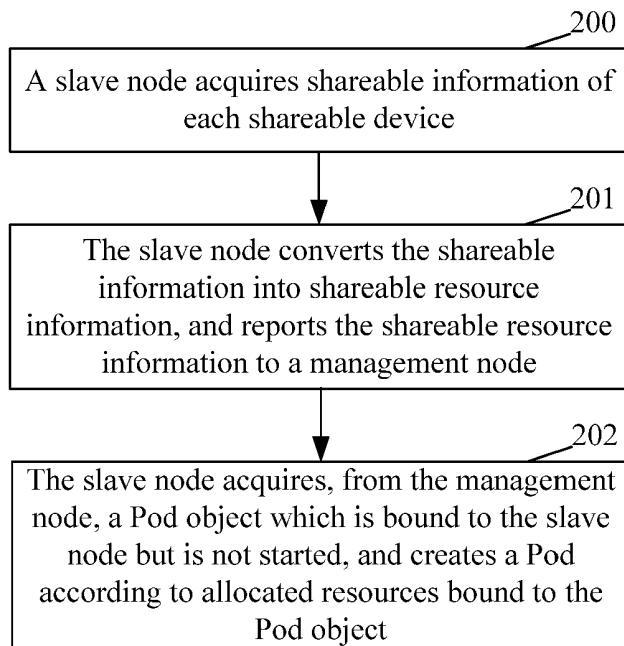 200
A slave node acquires shareable information of
each shareable device
201
The slave node converts the shareable
information into shareable resource
information, and reports the shareable resource
information to a management node
202
The slave node acquires, from the management
node, a Pod object which is bound to the slave
node but is not started, and creates a Pod
according to allocated resources bound to the
Pod object